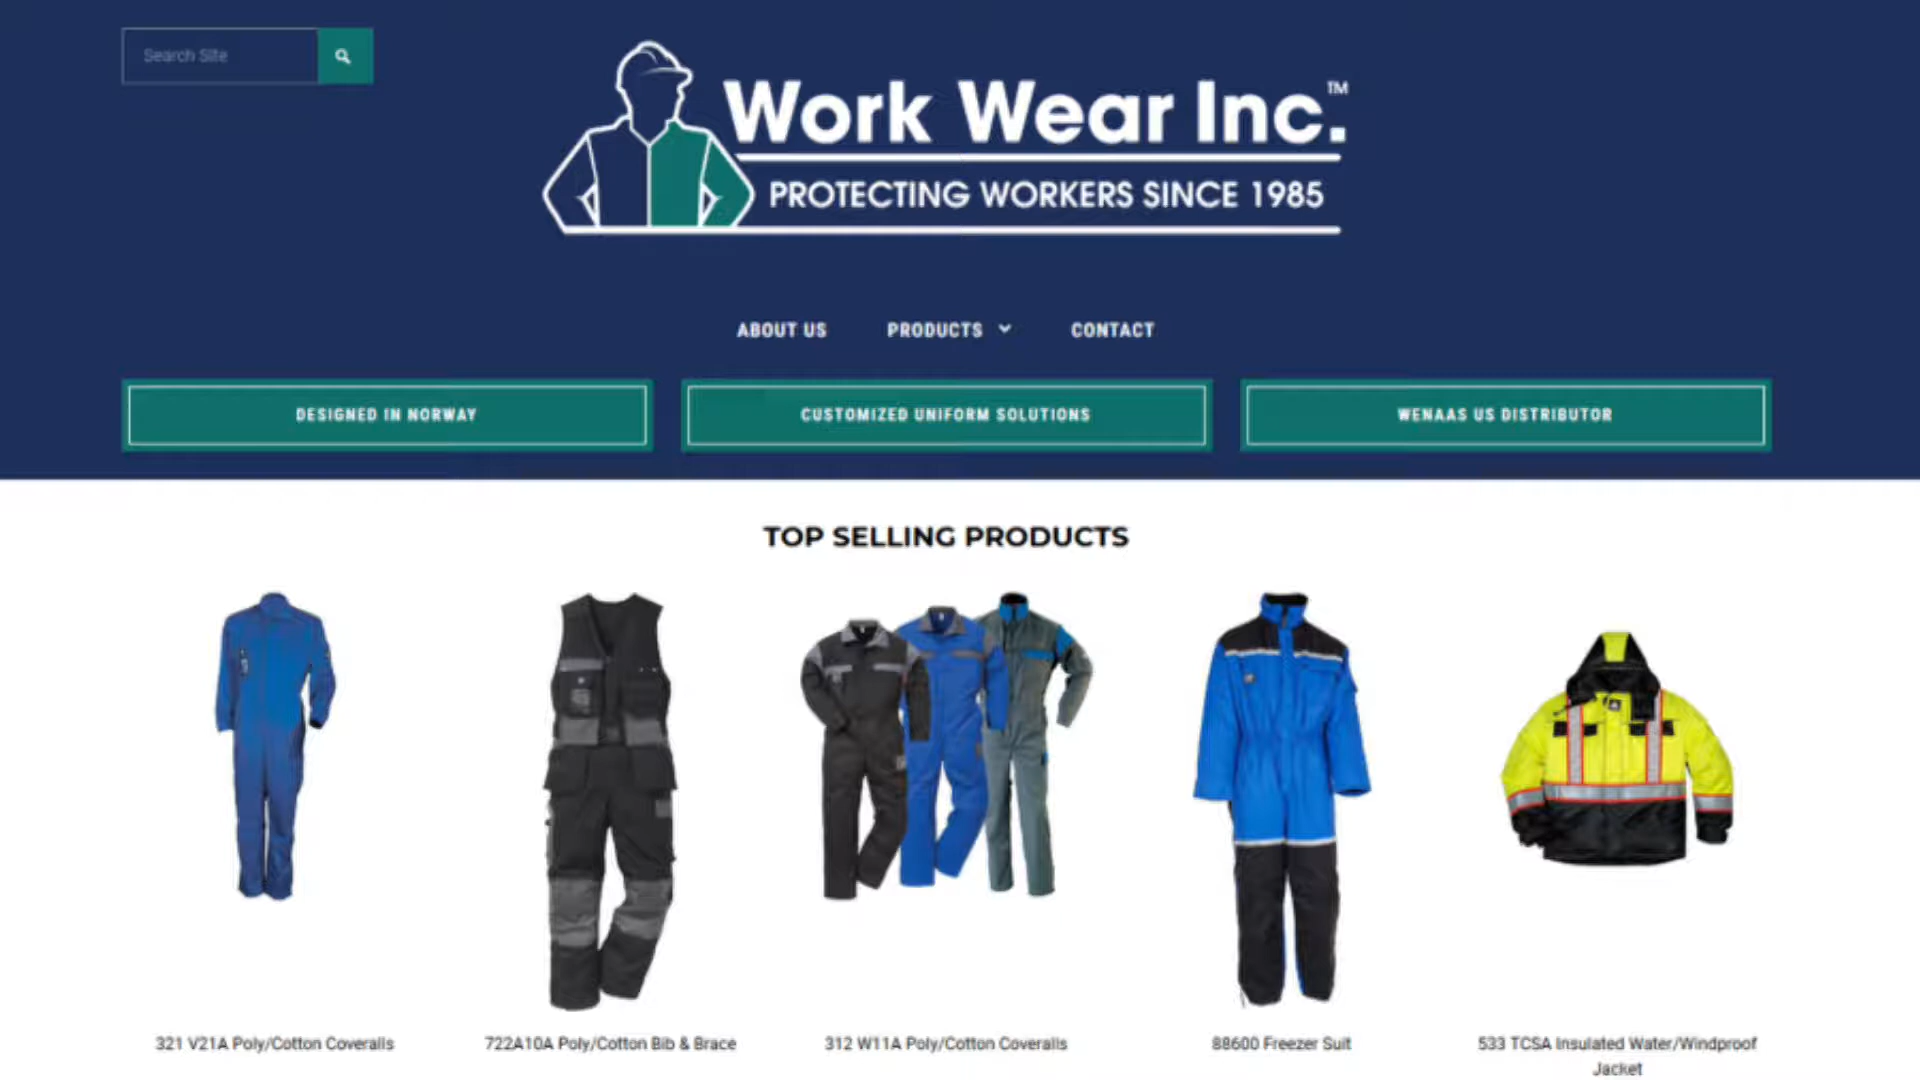 Search Site
Work Wear Inc.™
PROTECTING WORKERS SINCE 1985
ABOUT US
PRODUCTS
CONTACT
DESIGNED IN NORWAY
CUSTOMIZED UNIFORM SOLUTIONS
WENAAS US DISTRIBUTOR
TOP SELLING PRODUCTS
321 V21A Poly/Cotton Coveralls
722A10A Poly/Cotton Bib & Brace
312 W11A Poly/Cotton Coveralls
88600 Freezer Suit
533 TCSA Insulated Water/Windproof
Jacket